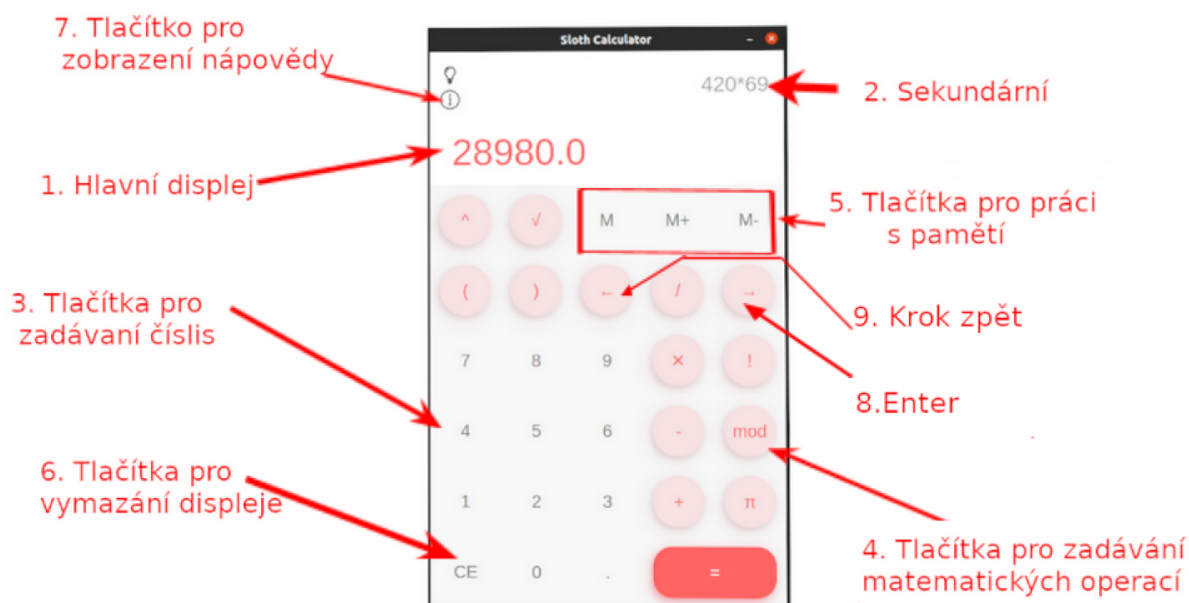 7. Tlačítko pro
zobrazení nápovědy
Sloth Calculator
420*69
2. Sekundární
28980.0
1. Hlavní displej
^ √ M M+ M-
5. Tlačítka pro práci
s pamětí
( ) ← / →
3. Tlačítka pro
zadávaní číslis
9. Krok zpět
7 8 9 × !
8.Enter
4 5 6 - mod
6. Tlačítka pro
vymazání displeje
1 2 3 + π
4. Tlačítka pro zadávání
matematických operací
CE 0 . =